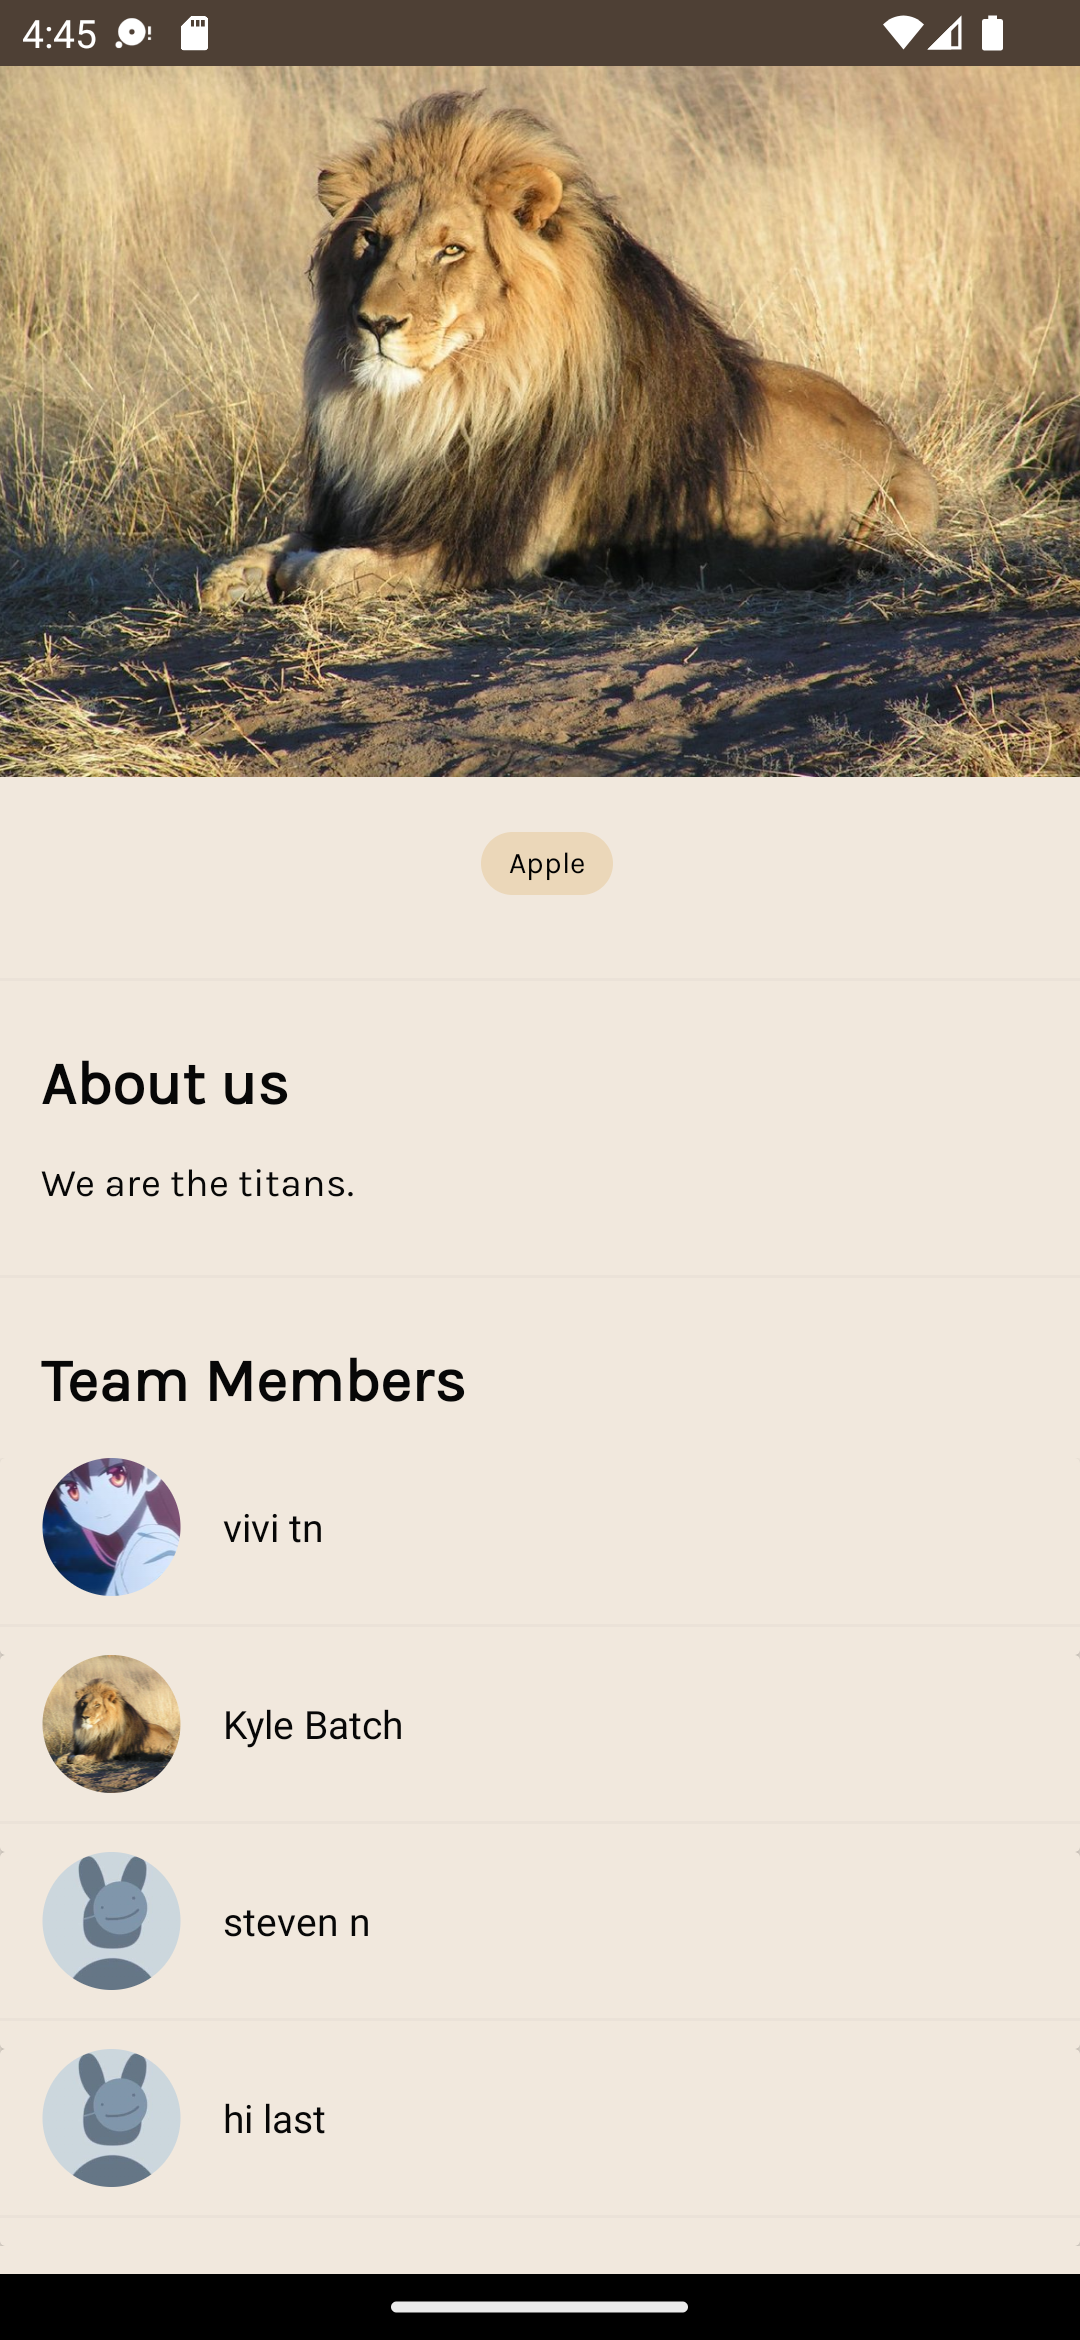 4:45
Apple
About us
We are the titans.
Team Members
vivi tn
Kyle Batch
steven n
hi last